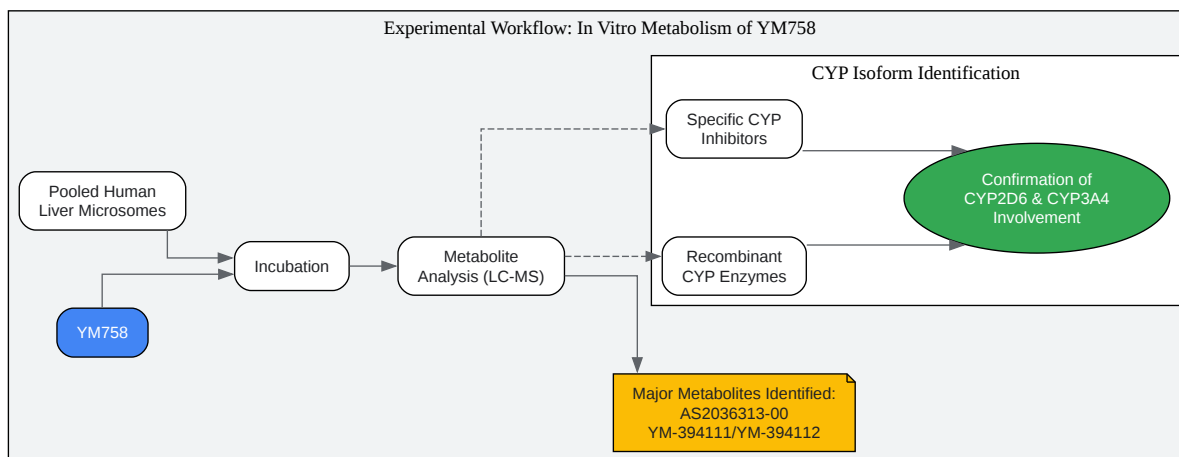 Experimental Workflow: In Vitro Metabolism of YM758
CYP Isoform Identification
Specific CYP
Inhibitors
Pooled Human
Liver Microsomes
Confirmation of
CYP2D6 & CYP3A4
Involvement
Incubation
Metabolite
Analysis (LC-MS)
Recombinant
CYP Enzymes
YM758
Major Metabolites Identified:
AS2036313-00
YM-394111/YM-394112